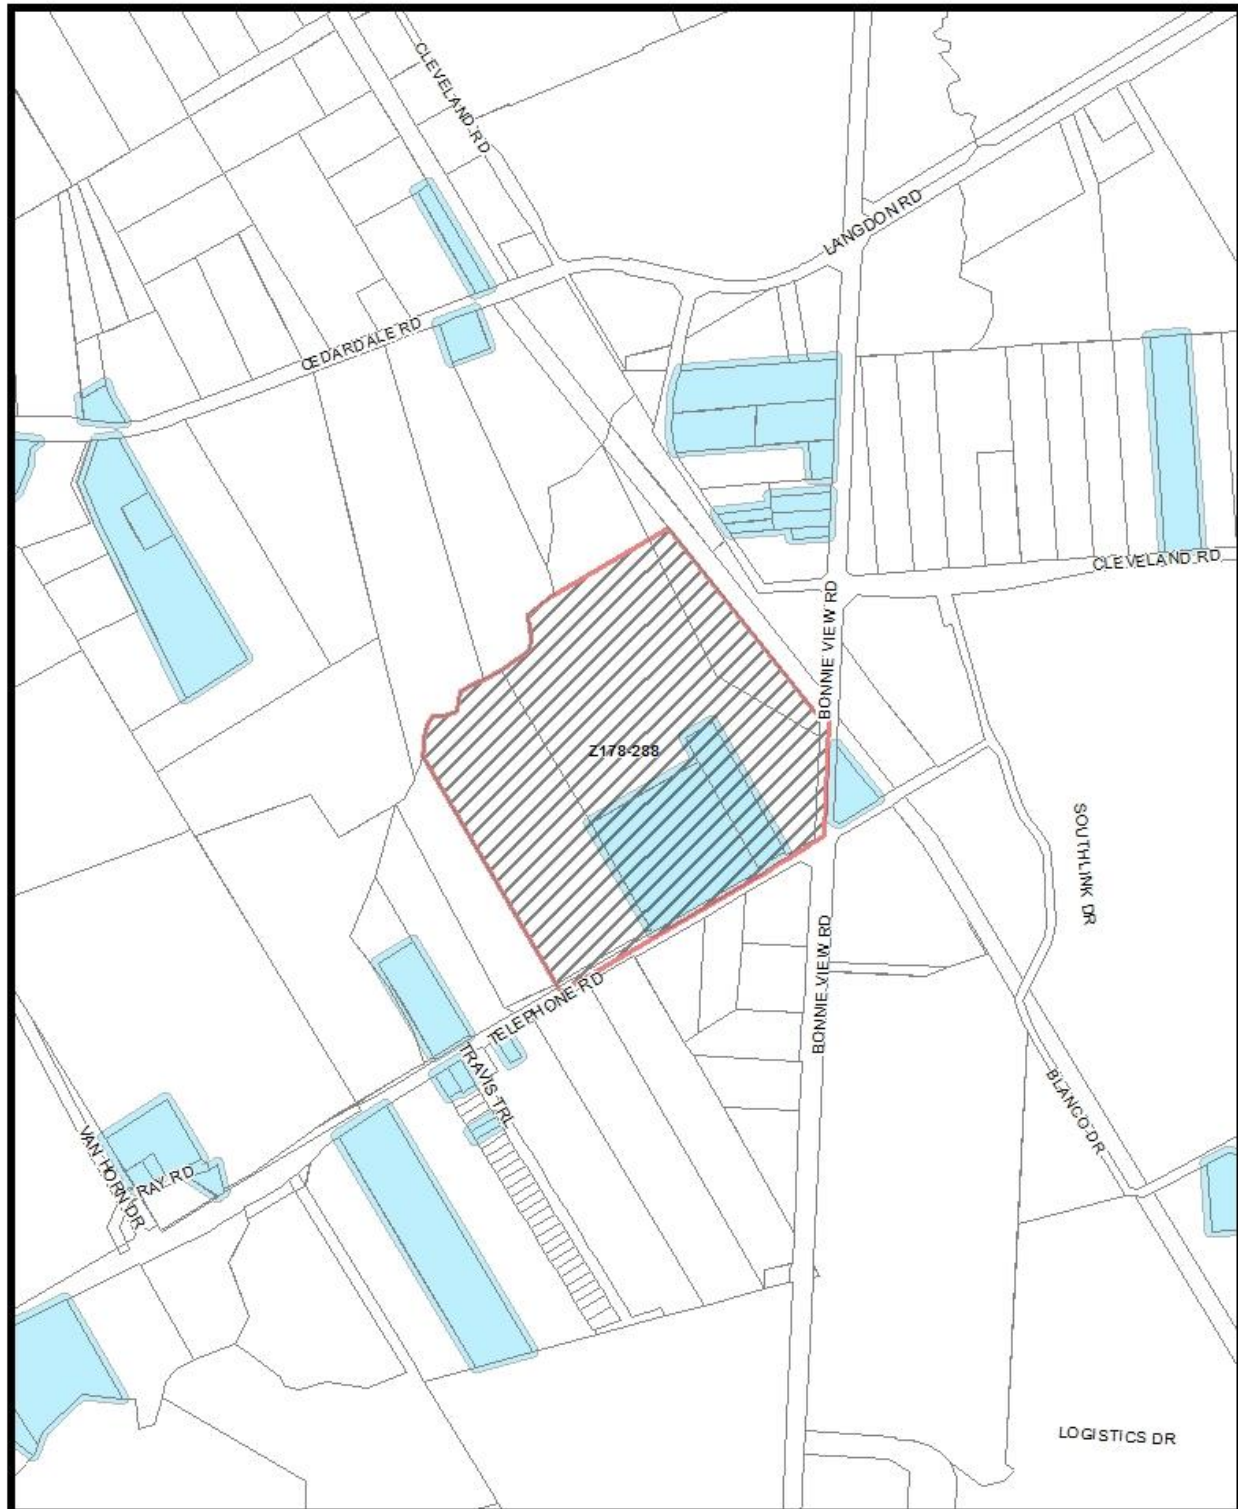 CLEVELAND RD
LANGDON RD
CEDARDALE RD
CLEVELAND RD
BONNIE VIEW RD
Z178-288
SOUTHLINK DR
BONNIE VIEW RD
TELEPHONE RD
TRAVIS TRL
BLANCO DR
VAN HORN DR
RAY RD
LOGISTICS DR